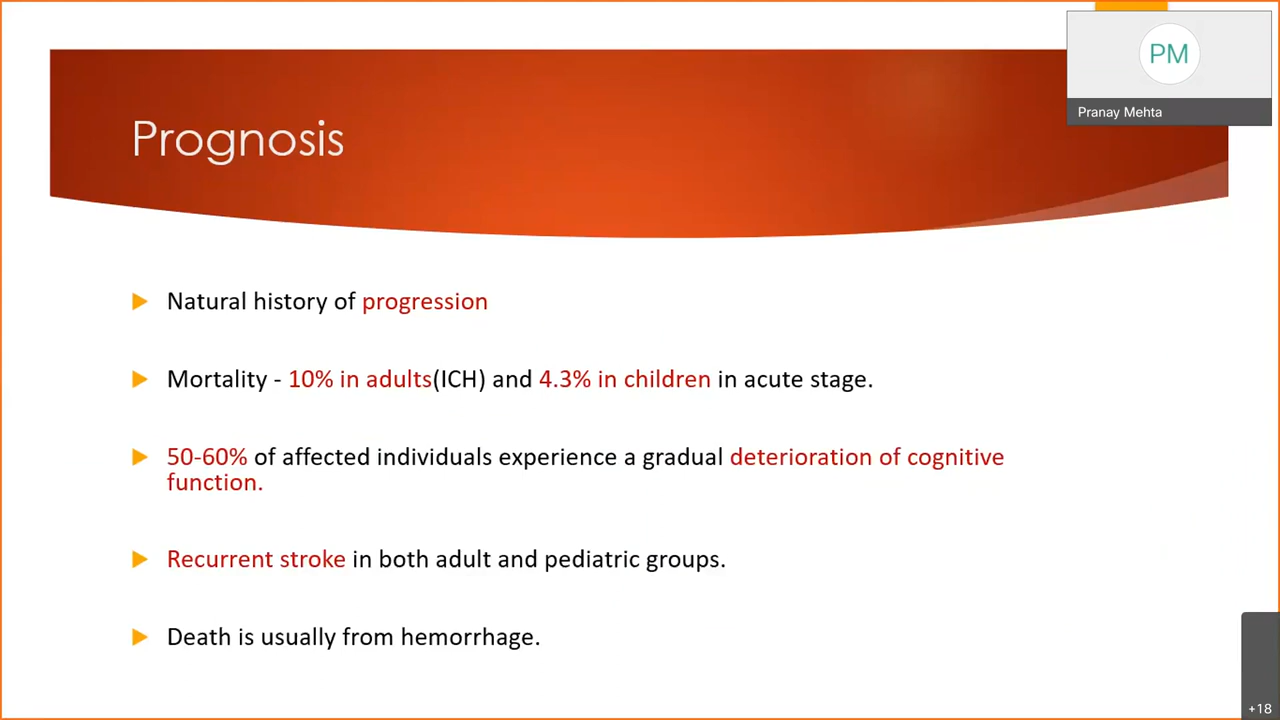 PM
Pranay Mehta
Prognosis
Natural history of progression
Mortality - 10% in adults(ICH) and 4.3% in children in acute stage.
50-60% of affected individuals experience a gradual deterioration of cognitive
function.
Recurrent stroke in both adult and pediatric groups.
Death is usually from hemorrhage.
+18